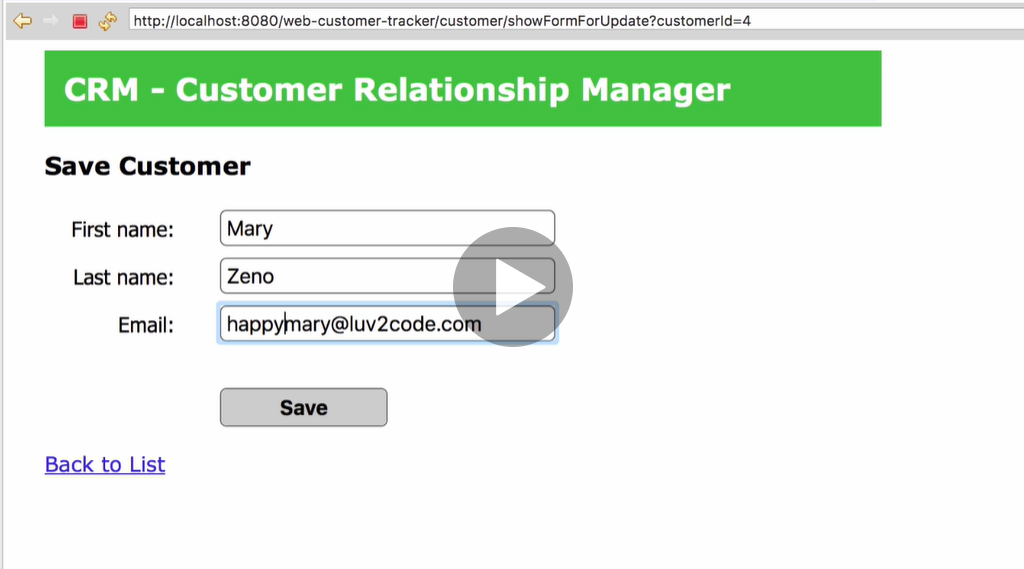 http://localhost:8080/web-customer-tracker/customer/showFormForUpdate?customerId=4
CRM - Customer Relationship Manager
Save Customer
First name: Mary
Last name: Zeno
Email: happymary@luv2code.com
Save
Back to List